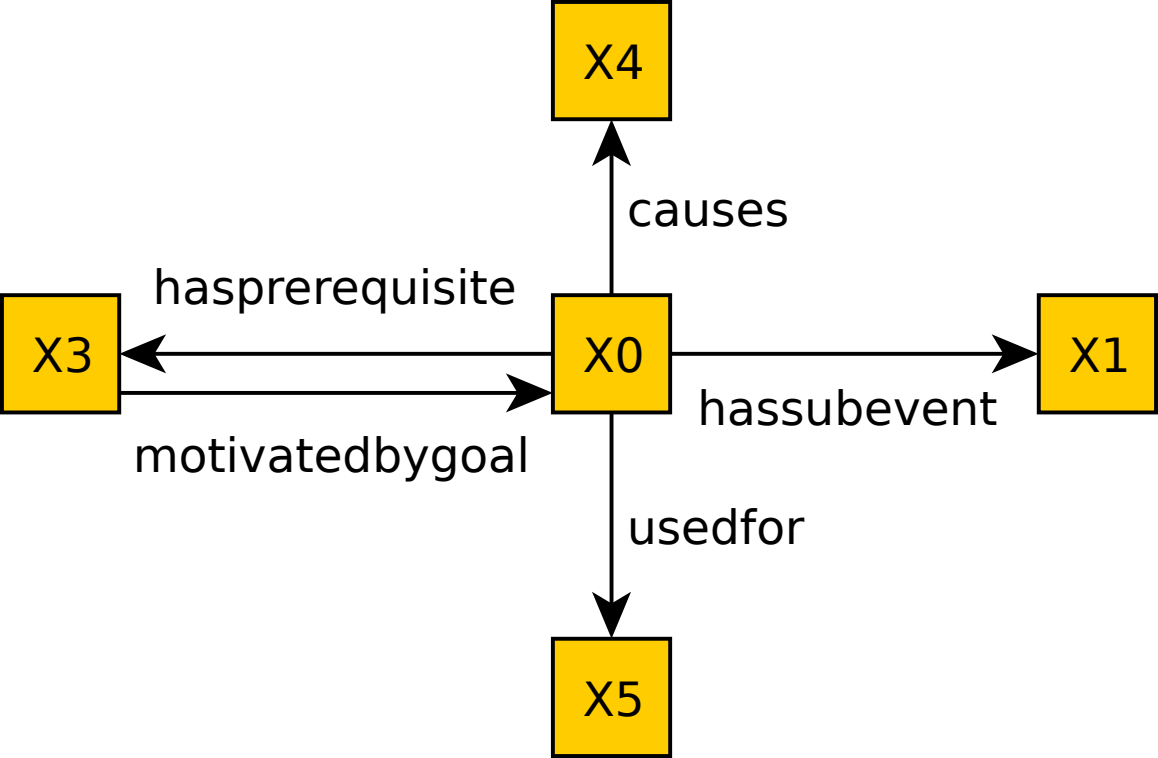 X4
causes
hasprerequisite
X3
X0
X1
hassubevent
motivatedbygoal
usedfor
X5